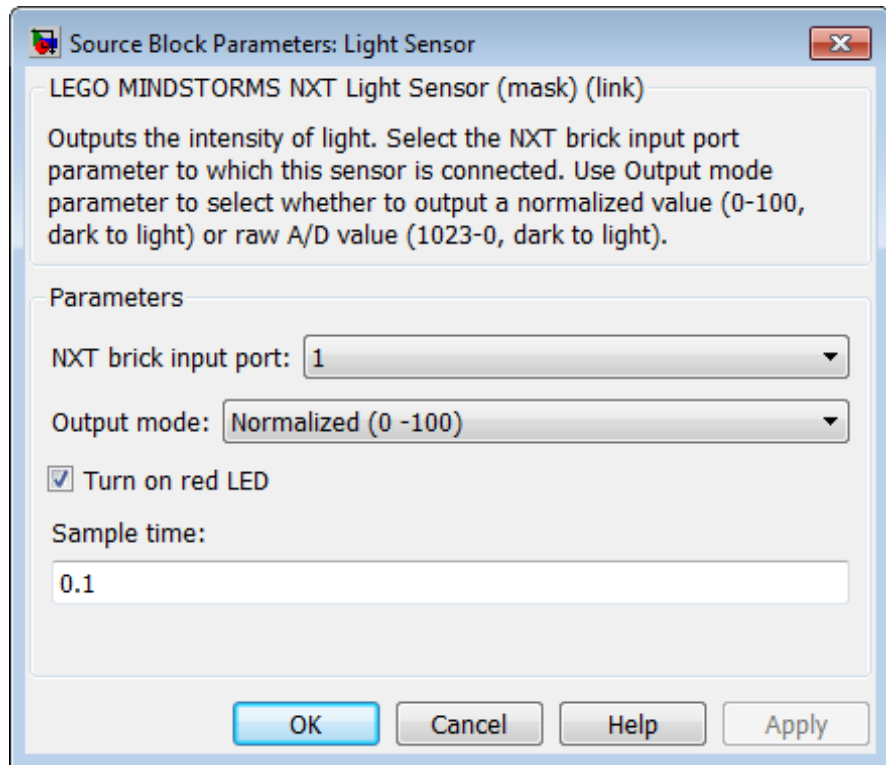 Source Block Parameters: Light Sensor
LEGO MINDSTORMS NXT Light Sensor (mask) (link)
Outputs the intensity of light. Select the NXT brick input port
parameter to which this sensor is connected. Use Output mode
parameter to select whether to output a normalized value (0-100,
dark to light) or raw A/D value (1023-0, dark to light).
Parameters
NXT brick input port: 1
Output mode: Normalized (0 -100)
Turn on red LED
Sample time:
0.1
OK Cancel Help Apply